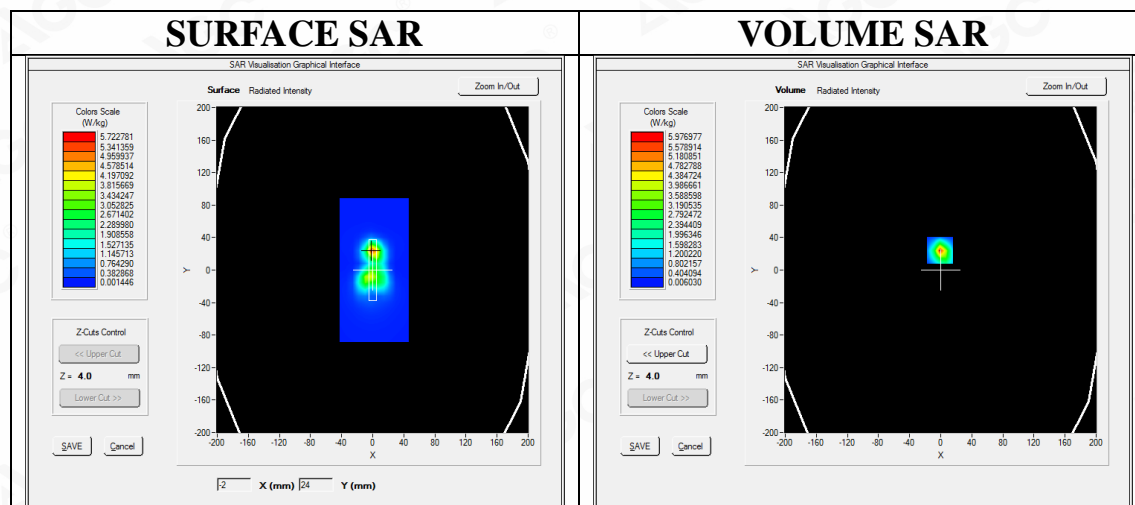 SURFACE SAR
SAR Visualisation Graphical Interface
Surface Radiated Intensity
Zoom In/Out
Colors Scale
(W/kg)
5.722781
5.341359
4.959937
4.578514
4.197092
3.815669
3.434247
3.052825
2.671402
2.289980
1.908558
1.527135
1.145713
0.764290
0.382868
0.001446
Z-Cuts Control
<< Upper Cut
Z = 4.0 mm
Lower Cut >>
SAVE Cancel
200
160
120
80
40
0
-40
-80
-120
-160
-200
Y
-200 -160 -120 -80 -40 0 40 80 120 160 200
X
-2 X (mm) 24 Y (mm)
VOLUME SAR
SAR Visualisation Graphical Interface
Volume Radiated Intensity
Zoom In/Out
Colors Scale
(W/kg)
5.976977
5.578914
5.180851
4.782788
4.384724
3.986661
3.588598
3.190535
2.792472
2.394409
1.996346
1.598283
1.200220
0.802157
0.404094
0.006030
Z-Cuts Control
<< Upper Cut
Z = 4.0 mm
Lower Cut >>
SAVE Cancel
200
160
120
80
40
0
-40
-80
-120
-160
-200
Y
-200 -160 -120 -80 -40 0 40 80 120 160 200
X